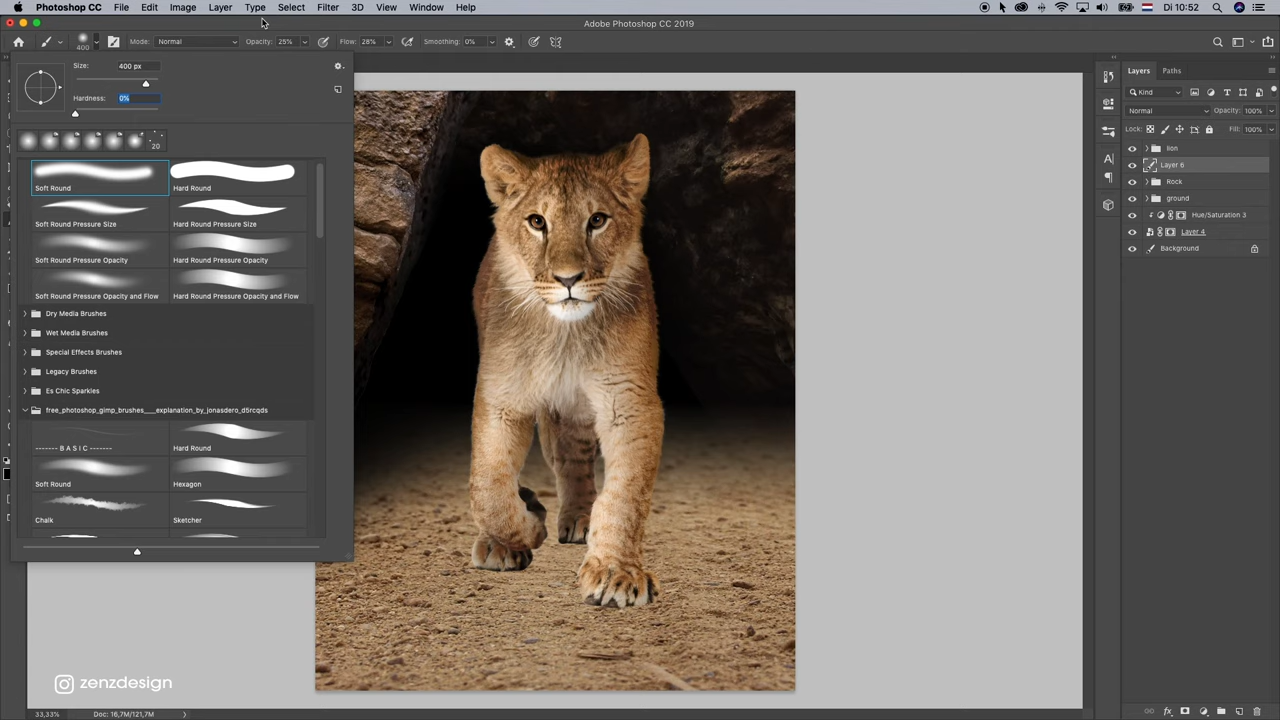 Photoshop CC File Edit Image Layer Type Select Filter 3D View Window Help Di 10:52
Adobe Photoshop CC 2019
400 Mode: Normal Opacity: 25% Flow: 28% Smoothing: 0%
Size: 400 px
Hardness: 0%
20
Soft Round Hard Round
Soft Round Pressure Size Hard Round Pressure Size
Soft Round Pressure Opacity Hard Round Pressure Opacity
Soft Round Pressure Opacity and Flow Hard Round Pressure Opacity and Flow
Dry Media Brushes
Wet Media Brushes
Special Effects Brushes
Legacy Brushes
Es Chic Sparkles
free_photoshop_gimp_brushes___explanation_by_jonasdero_d5rcqds
------- B A S I C ------- Hard Round
Soft Round Hexagon
Chalk Sketcher
Layers Paths
Kind
Normal Opacity: 100%
Lock: Fill: 100%
lion
Layer 6
Rock
ground
Hue/Saturation 3
Layer 4
Background
zenzdesign
33,33% Doc: 16,7M/121,7M